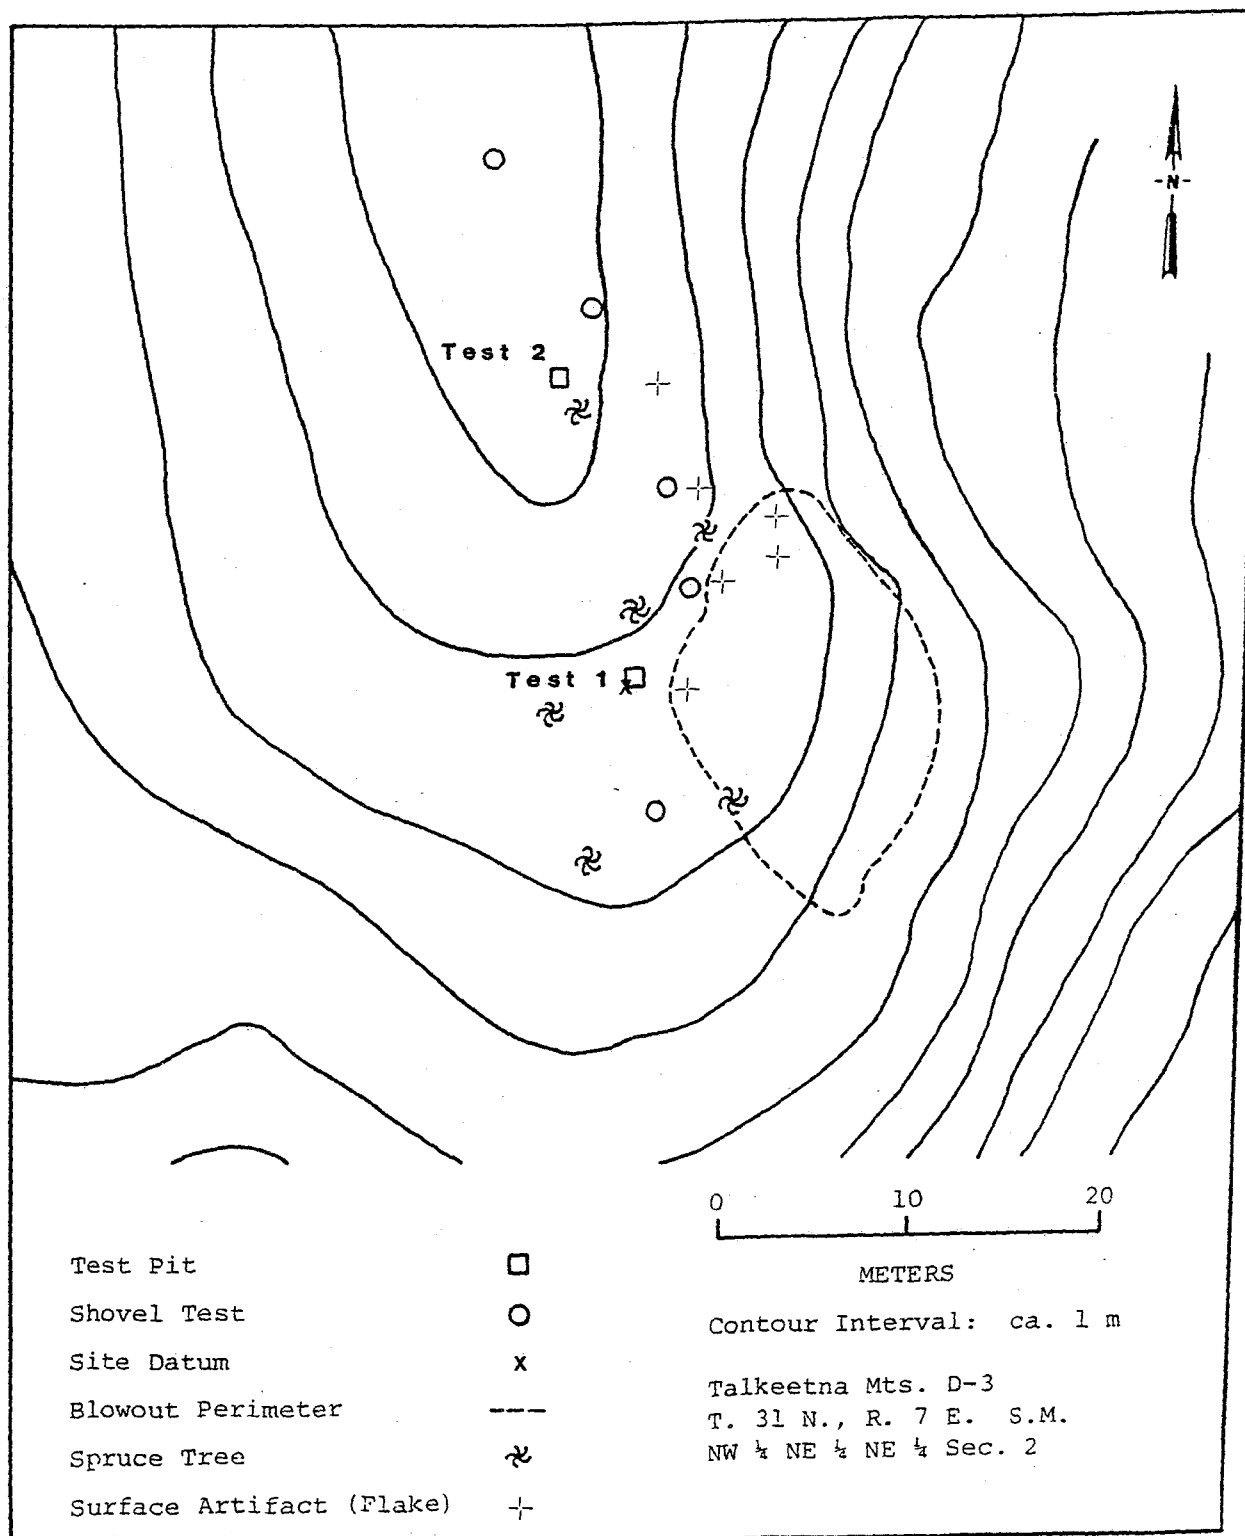 -N-
Test 2
Test 1
x
0 10 20
METERS
Test Pit
Shovel Test
Site Datum x
Blowout Perimeter
Spruce Tree
Surface Artifact (Flake)
Contour Interval: ca. 1 m
Talkeetna Mts. D-3
T. 31 N., R. 7 E. S.M.
NW ¼ NE ¼ NE ¼ Sec. 2